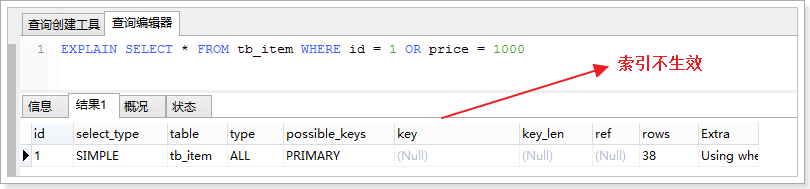 查询创建工具 查询编辑器
1 EXPLAIN SELECT * FROM tb_item WHERE id = 1 OR price = 1000
索引不生效
信息 结果1 概况 状态
id select_type table type possible_keys key key_len ref rows Extra
1 SIMPLE tb_item ALL PRIMARY (Null) (Null) (Null) 38 Using whe